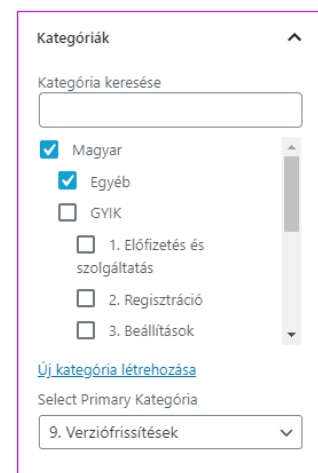 Kategóriák
Kategória keresése
Magyar
Egyéb
GYIK
1. Előfizetés és
szolgáltatás
2. Regisztráció
3. Beállítások
Új kategória létrehozása
Select Primary Kategória
9. Verziófrissítések